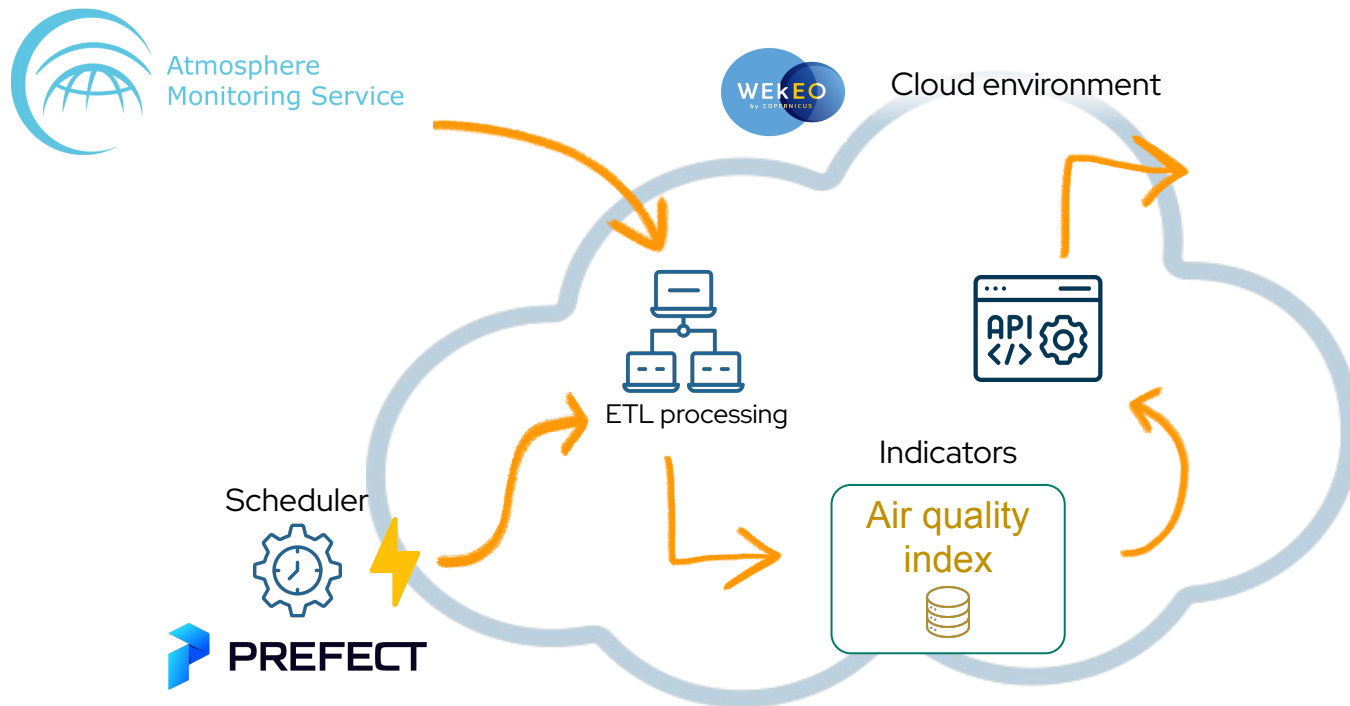 Atmosphere
Monitoring Service
WEkEO
by COPERNICUS
Cloud environment
API
</>
ETL processing
Indicators
Air quality
index
Scheduler
PREFECT